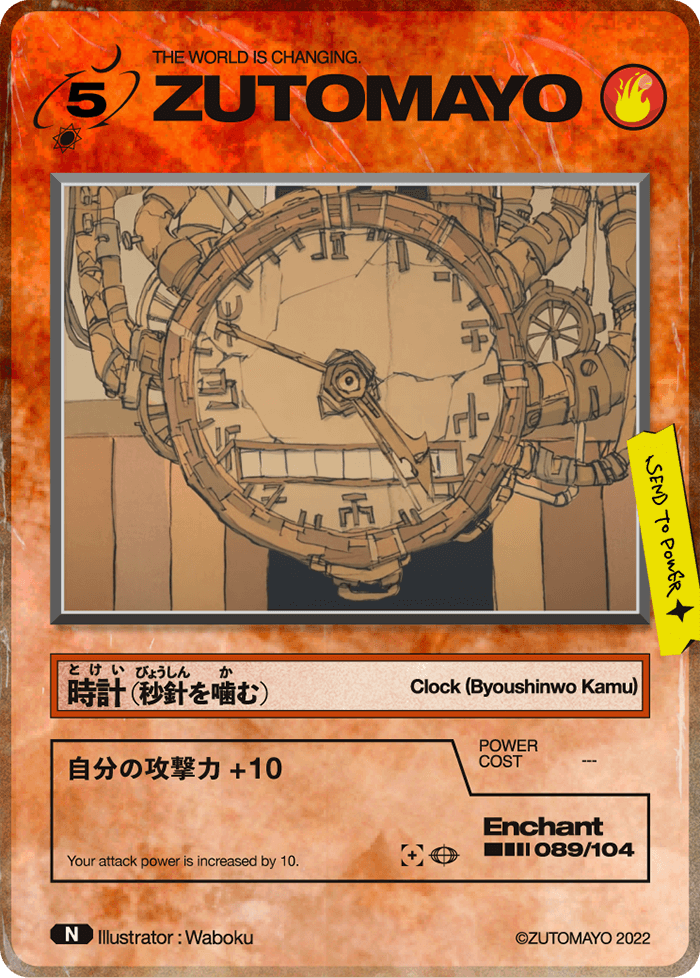 THE WORLD IS CHANGING.
5
ZUTOMAYO
SEND TO POWER
とけい びょうしん か
時計(秒針を噛む)
Clock (Byoushinwo Kamu)
自分の攻撃力 +10
POWER
COST ---
Your attack power is increased by 10.
Enchant
089/104
N Illustrator : Waboku
©ZUTOMAYO 2022